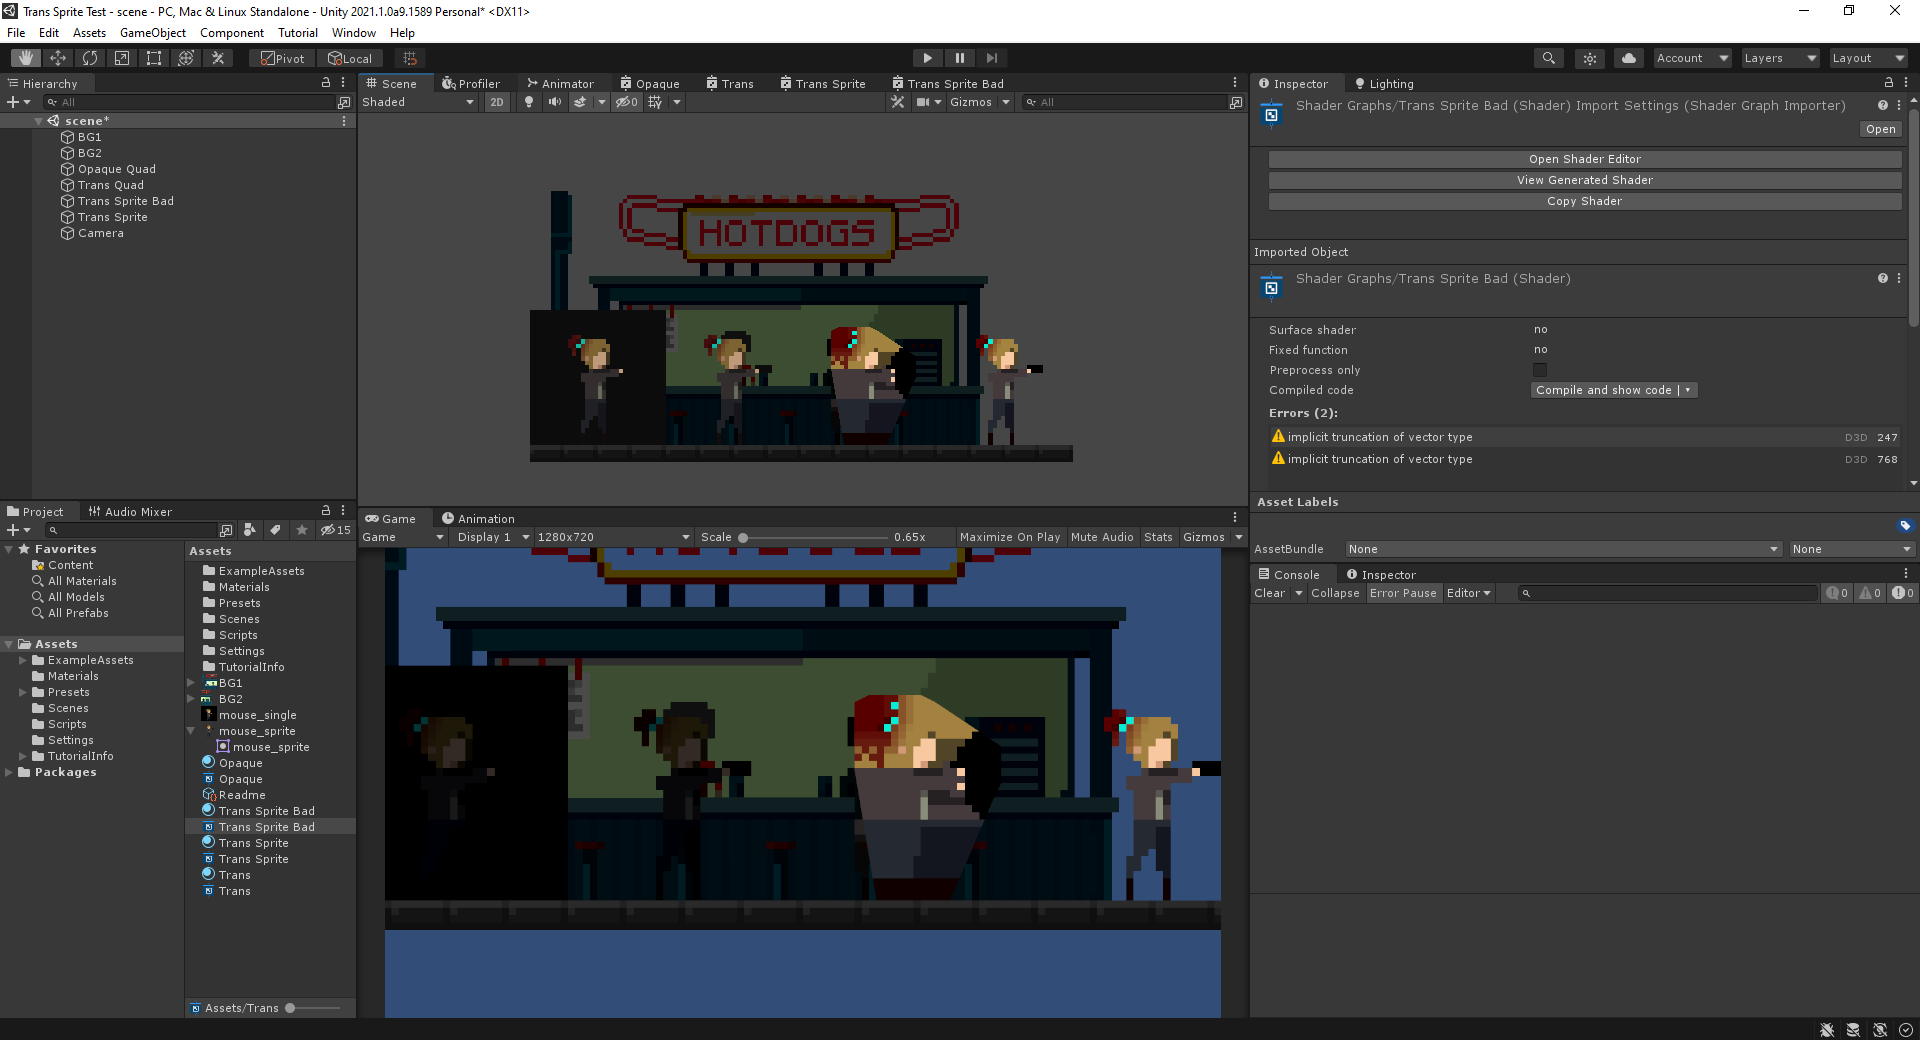 Trans Sprite Test - scene - PC, Mac & Linux Standalone - Unity 2021.1.0a9.1589 Personal* <DX11>
File Edit Assets GameObject Component Tutorial Window Help
Pivot Local Account Layers Layout
Hierarchy
All
scene*
BG1
BG2
Opaque Quad
Trans Quad
Trans Sprite Bad
Trans Sprite
Camera
Scene Profiler Animator Opaque Trans Trans Sprite Trans Sprite Bad
Shaded 2D 0 Gizmos All
HOTDOGS
Inspector Lighting
Shader Graphs/Trans Sprite Bad (Shader) Import Settings (Shader Graph Importer)
Open
Open Shader Editor
View Generated Shader
Copy Shader
Imported Object
Shader Graphs/Trans Sprite Bad (Shader)
Surface shader no
Fixed function no
Preprocess only
Compiled code Compile and show code |
Errors (2):
implicit truncation of vector type D3D 247
implicit truncation of vector type D3D 768
Asset Labels
AssetBundle None None
Project Audio Mixer
15
Favorites
Content
All Materials
All Models
All Prefabs
Assets
ExampleAssets
Materials
Presets
Scenes
Scripts
Settings
TutorialInfo
Packages
Assets
ExampleAssets
Materials
Presets
Scenes
Scripts
Settings
TutorialInfo
BG1
BG2
mouse_single
mouse_sprite
mouse_sprite
Opaque
Opaque
Readme
Trans Sprite Bad
Trans Sprite Bad
Trans Sprite
Trans Sprite
Trans
Trans
Assets/Trans
Game Animation
Game Display 1 1280x720 Scale 0.65x Maximize On Play Mute Audio Stats Gizmos
Console Inspector
Clear Collapse Error Pause Editor 0 0 0